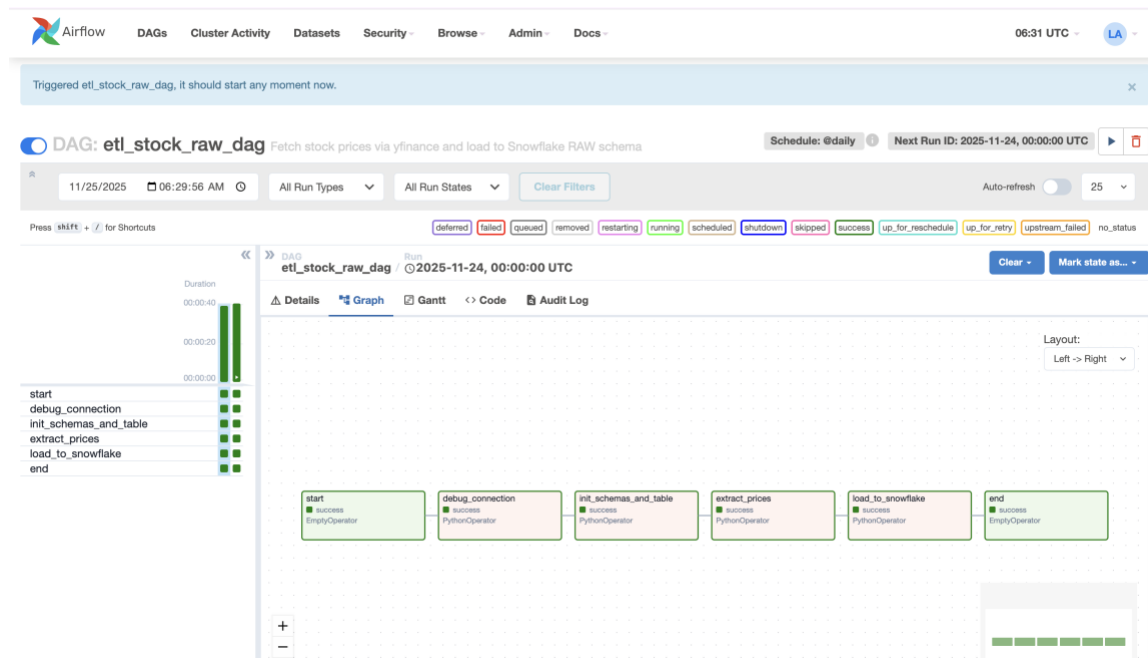 Airflow DAGs Cluster Activity Datasets Security Browse Admin Docs 06:31 UTC LA
Triggered etl_stock_raw_dag, it should start any moment now. ×
DAG: etl_stock_raw_dag Fetch stock prices via yfinance and load to Snowflake RAW schema Schedule: @daily i Next Run ID: 2025-11-24, 00:00:00 UTC
11/25/2025 06:29:56 AM All Run Types All Run States Clear Filters Auto-refresh 25
Press shift + / for Shortcuts deferred failed queued removed restarting running scheduled shutdown skipped success up_for_reschedule up_for_retry upstream_failed no_status
DAG Run
etl_stock_raw_dag / 2025-11-24, 00:00:00 UTC Clear Mark state as...
Details Graph Gantt <> Code Audit Log
Duration
00:00:40
00:00:20
00:00:00
start
debug_connection
init_schemas_and_table
extract_prices
load_to_snowflake
end
Layout:
Left -> Right
start
success
EmptyOperator
debug_connection
success
PythonOperator
init_schemas_and_table
success
PythonOperator
extract_prices
success
PythonOperator
load_to_snowflake
success
PythonOperator
end
success
EmptyOperator
+
−